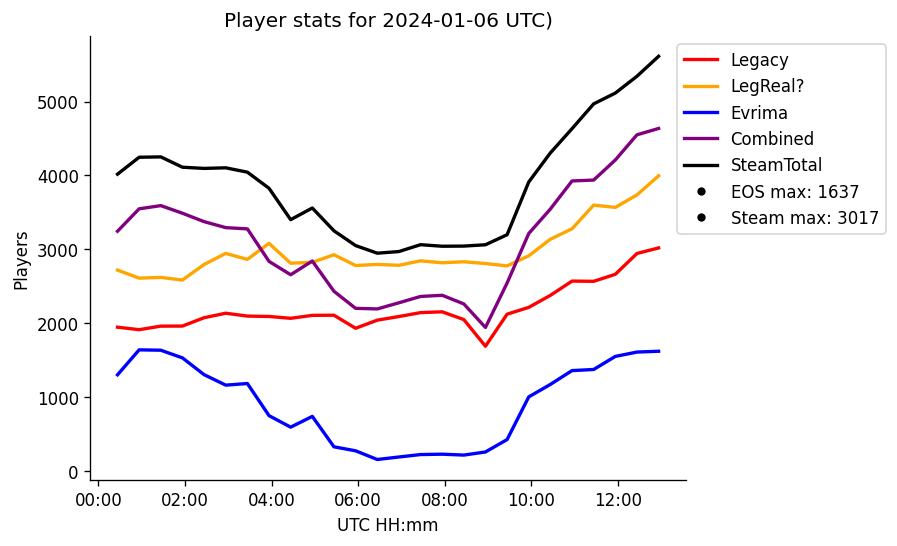 Player stats for 2024-01-06 UTC)
Legacy
LegReal?
Evrima
Combined
SteamTotal
EOS max: 1637
Steam max: 3017
Players
5000
4000
3000
2000
1000
0
00:00 02:00 04:00 06:00 08:00 10:00 12:00
UTC HH:mm